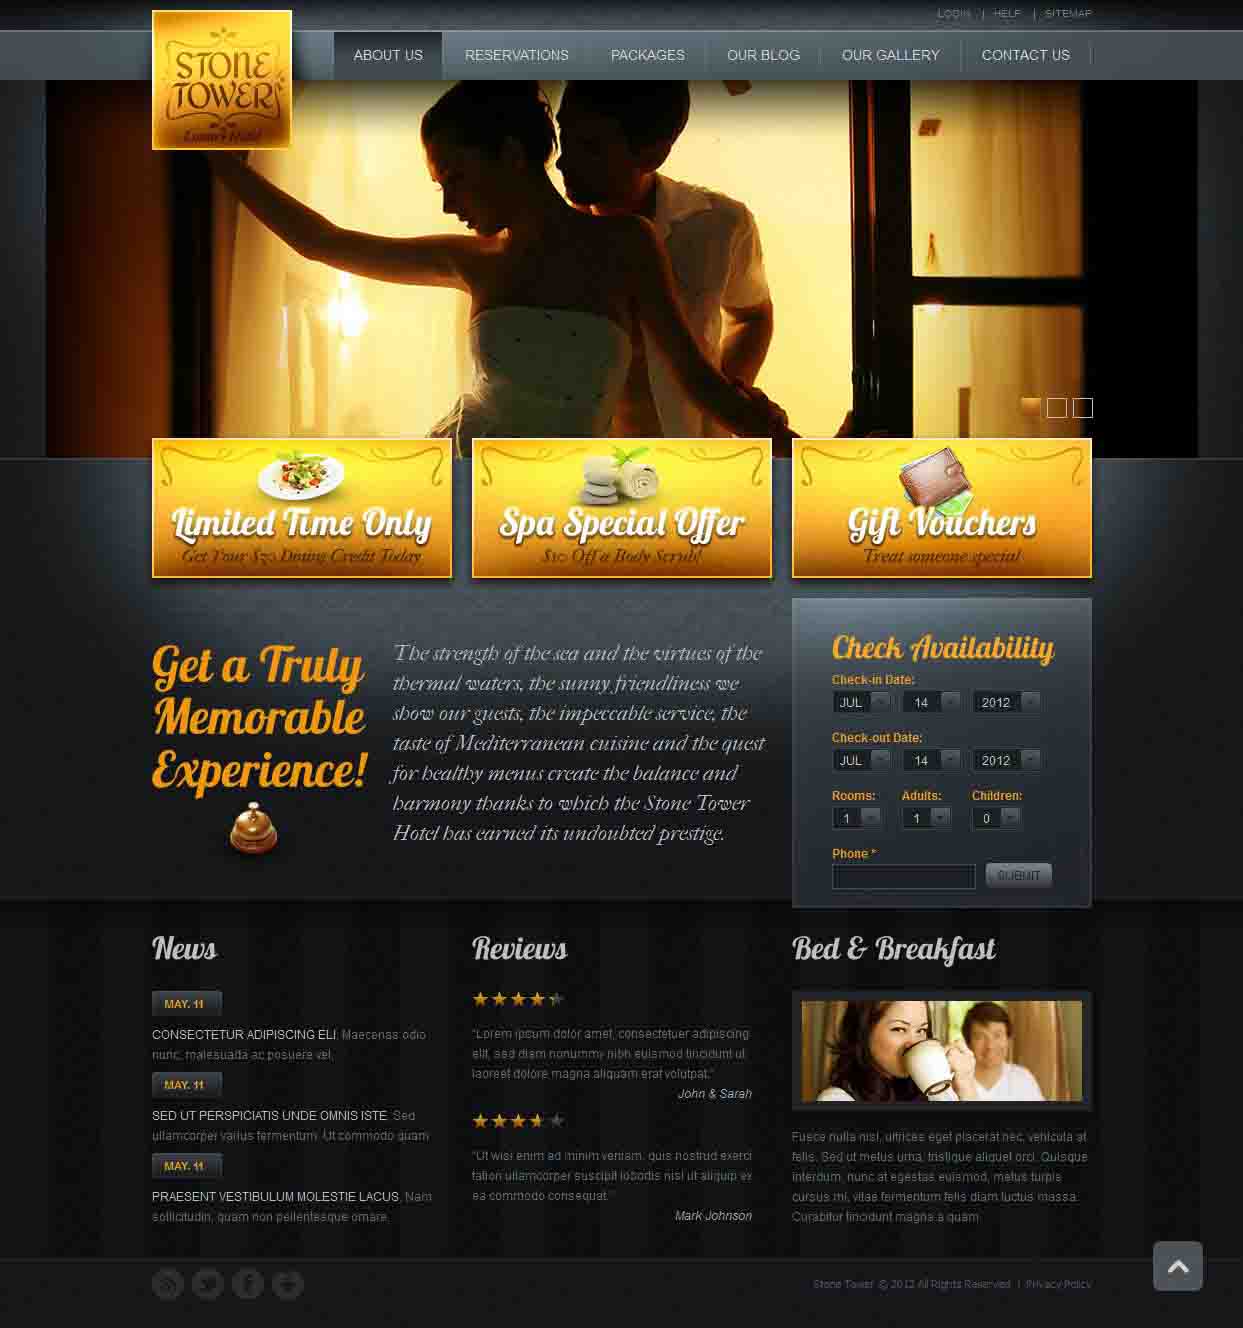 LOGIN | HELP | SITEMAP
STONE
TOWER
Luxury Hotel
ABOUT US
RESERVATIONS
PACKAGES
OUR BLOG
OUR GALLERY
CONTACT US
Limited Time Only
Get Your $50 Dining Credit Today
Spa Special Offer
$10 Off a Body Scrub!
Gift Vouchers
Treat someone special
Get a Truly
Memorable
Experience!
The strength of the sea and the virtues of the
thermal waters, the sunny friendliness we
show our guests, the impeccable service, the
taste of Mediterranean cuisine and the quest
for healthy menus create the balance and
harmony thanks to which the Stone Tower
Hotel has earned its undoubted prestige.
Check Availability
Check-in Date:
JUL 14 2012
Check-out Date:
JUL 14 2012
Rooms: Adults: Children:
1 1 0
Phone *
SUBMIT
News
MAY. 11
CONSECTETUR ADIPISCING ELI. Maecenas odio
nunc, malesuada ac posuere vel,
MAY. 11
SED UT PERSPICIATIS UNDE OMNIS ISTE. Sed
ullamcorper varius fermentum. Ut commodo quam
MAY. 11
PRAESENT VESTIBULUM MOLESTIE LACUS. Nam
sollicitudin, quam non pellentesque ornare,
Reviews
"Lorem ipsum dolor amet, consectetuer adipiscing
elit, sed diam nonummy nibh euismod tincidunt ut
laoreet dolore magna aliquam erat volutpat."
John & Sarah
"Ut wisi enim ad minim veniam, quis nostrud exerci
tation ullamcorper suscipit lobortis nisl ut aliquip ex
ea commodo consequat."
Mark Johnson
Bed & Breakfast
Fusce nulla nisl, ultrices eget placerat nec, vehicula at
felis. Sed ut metus urna, tristique aliquet orci. Quisque
interdum, nunc at egestas euismod, metus turpis
cursus mi, vitae fermentum felis diam luctus massa.
Curabitur tincidunt magna a quam
Stone Tower © 2012 All Rights Reserved | Privacy Policy